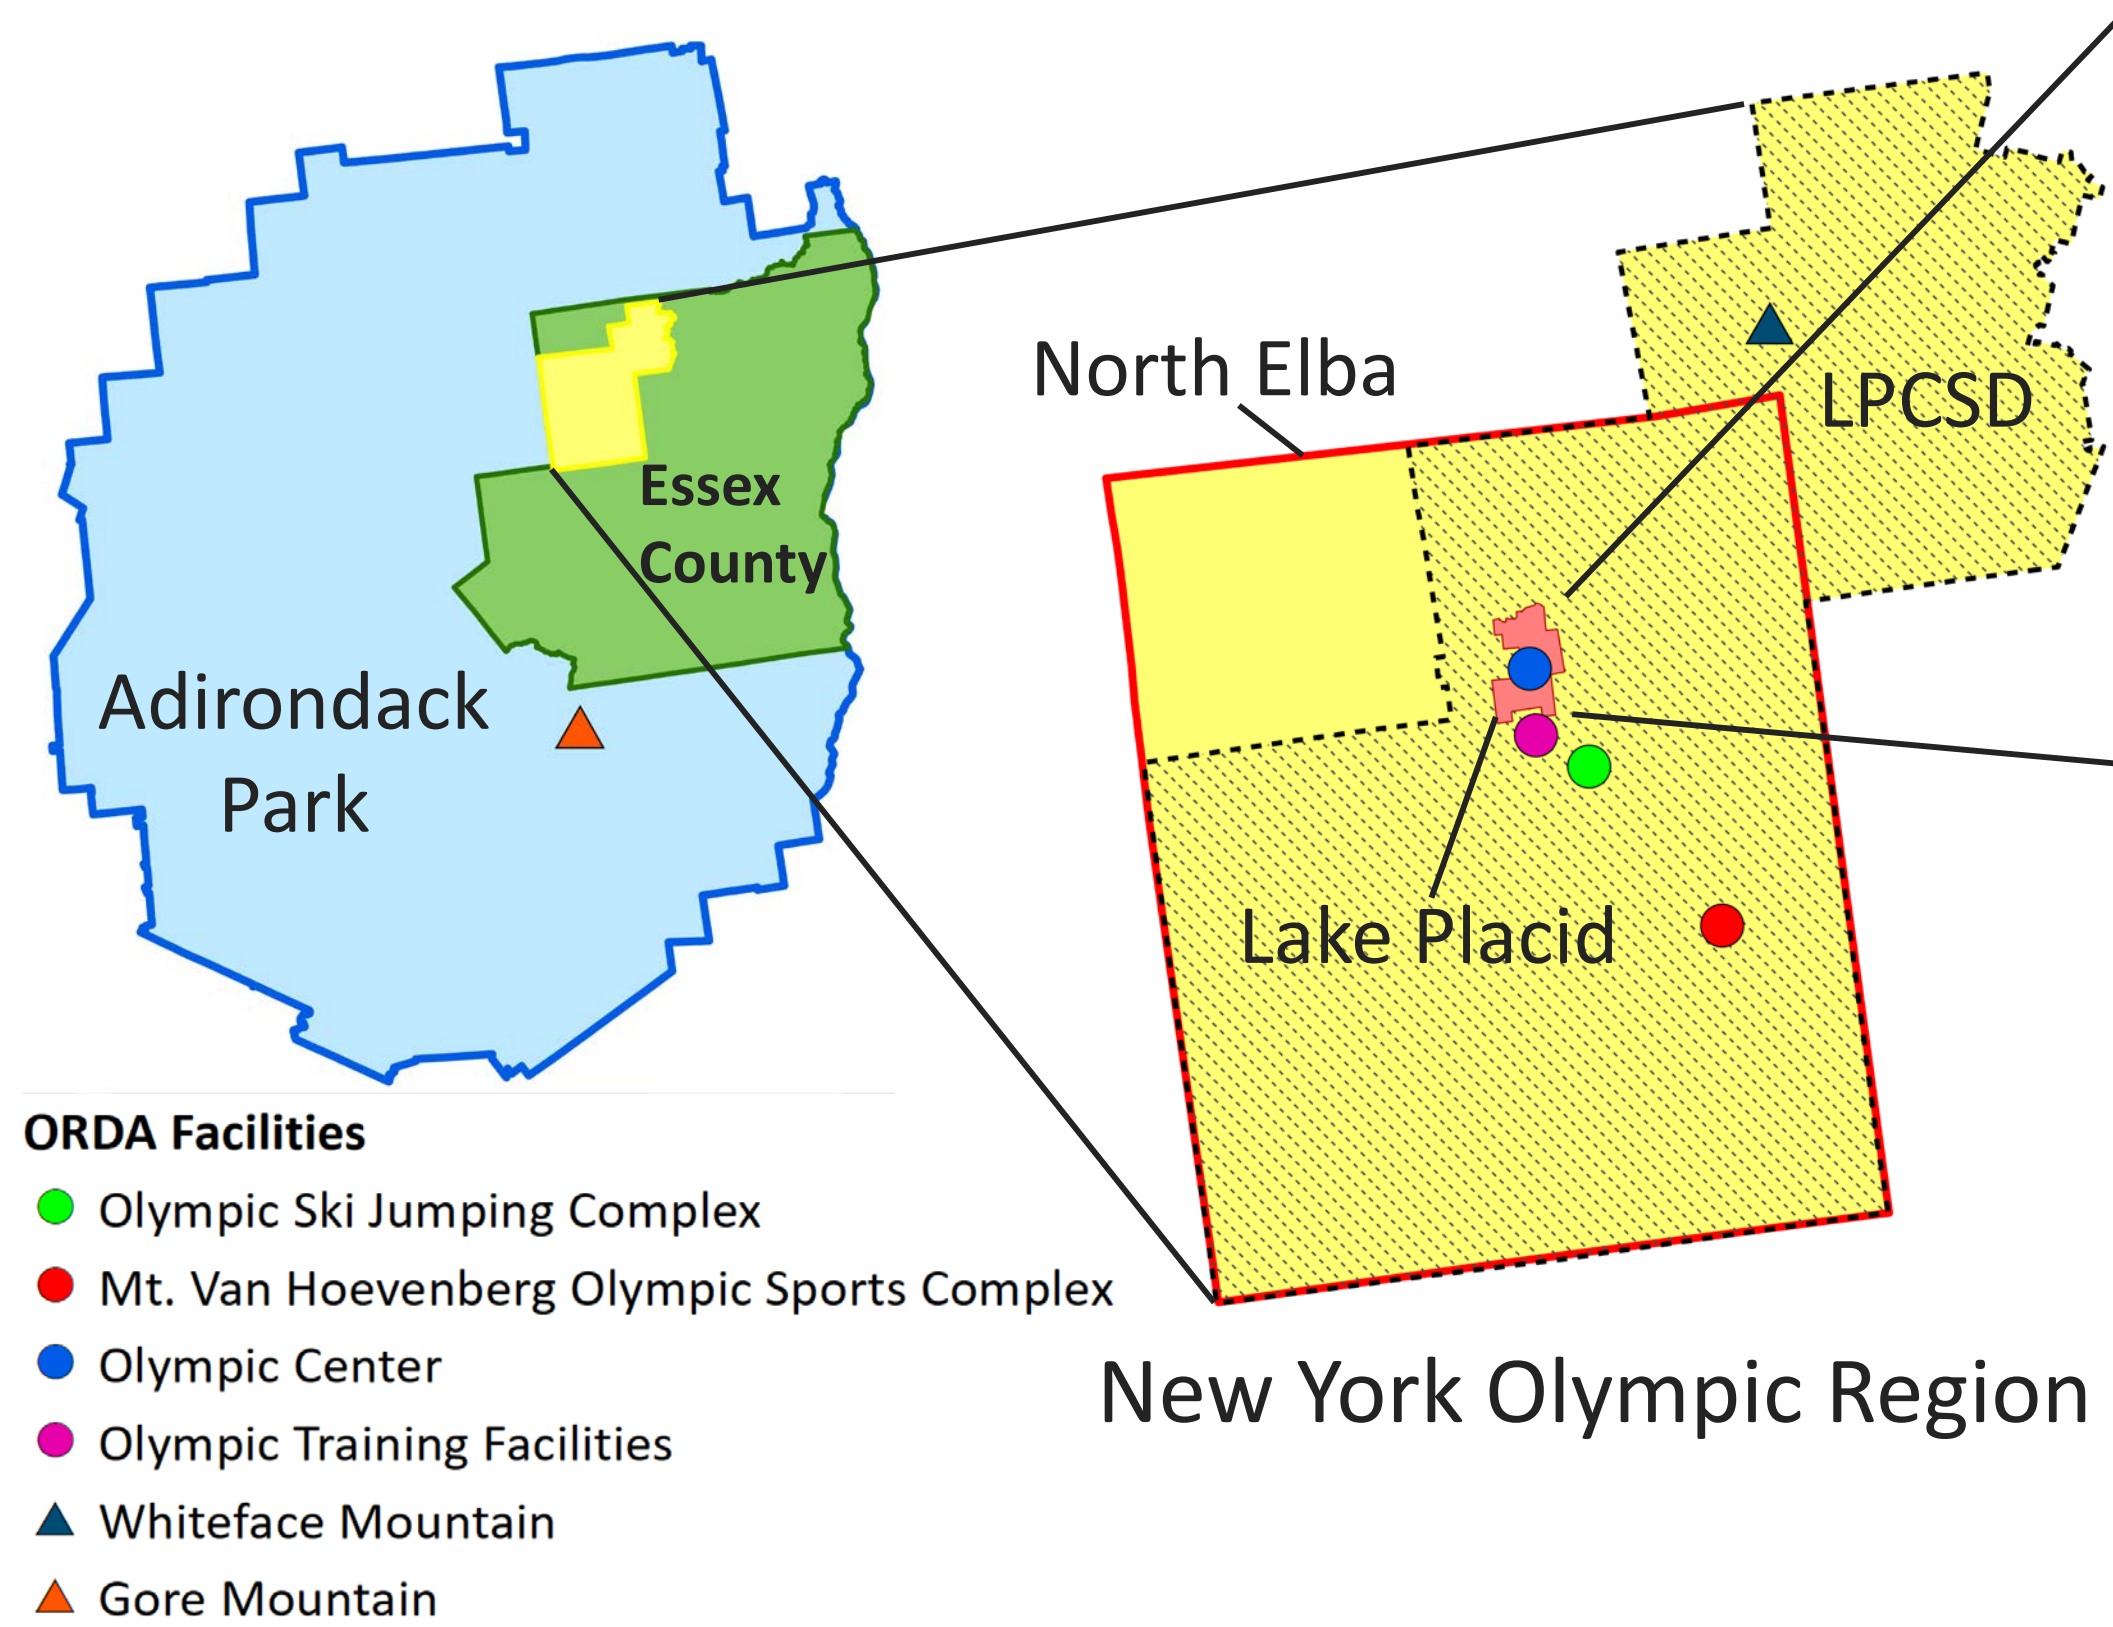 North Elba
LPCSD
Essex
County
Adirondack
Park
Lake Placid
ORDA Facilities
Olympic Ski Jumping Complex
Mt. Van Hoevenberg Olympic Sports Complex
Olympic Center
Olympic Training Facilities
Whiteface Mountain
Gore Mountain
New York Olympic Region